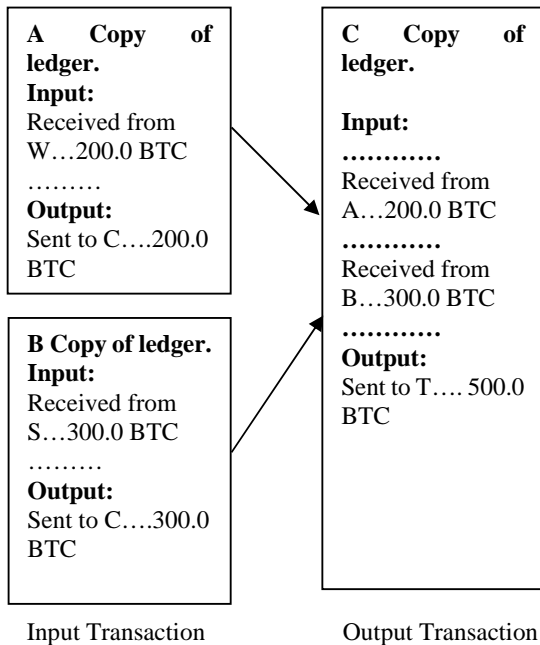 A Copy of
ledger.
Input:
Received from
W…200.0 BTC
………
Output:
Sent to C….200.0
BTC
B Copy of ledger.
Input:
Received from
S…300.0 BTC
………
Output:
Sent to C….300.0
BTC
Input Transaction
C Copy of
ledger.
Input:
…………
Received from
A…200.0 BTC
…………
Received from
B…300.0 BTC
…………
Output:
Sent to T…. 500.0
BTC
Output Transaction